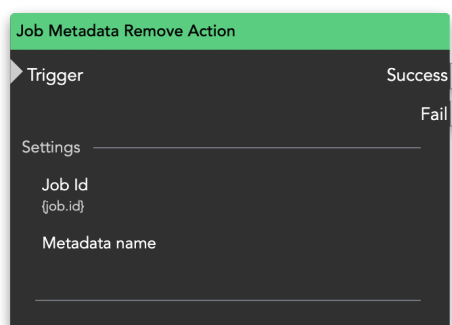 Job Metadata Remove Action
Trigger
Success
Fail
Settings
Job Id
{job.id}
Metadata name